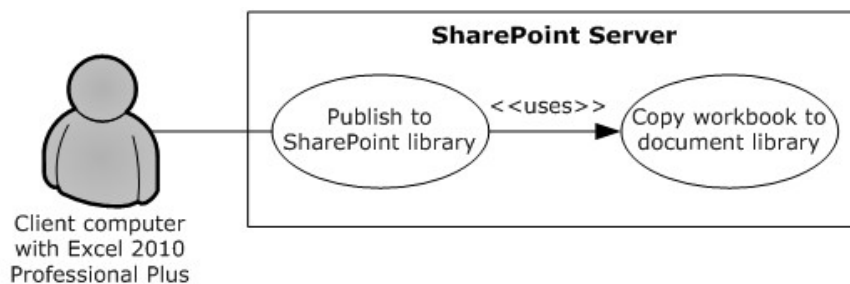 SharePoint Server
Publish to
SharePoint library
<<uses>>
Copy workbook to
document library
Client computer
with Excel 2010
Professional Plus